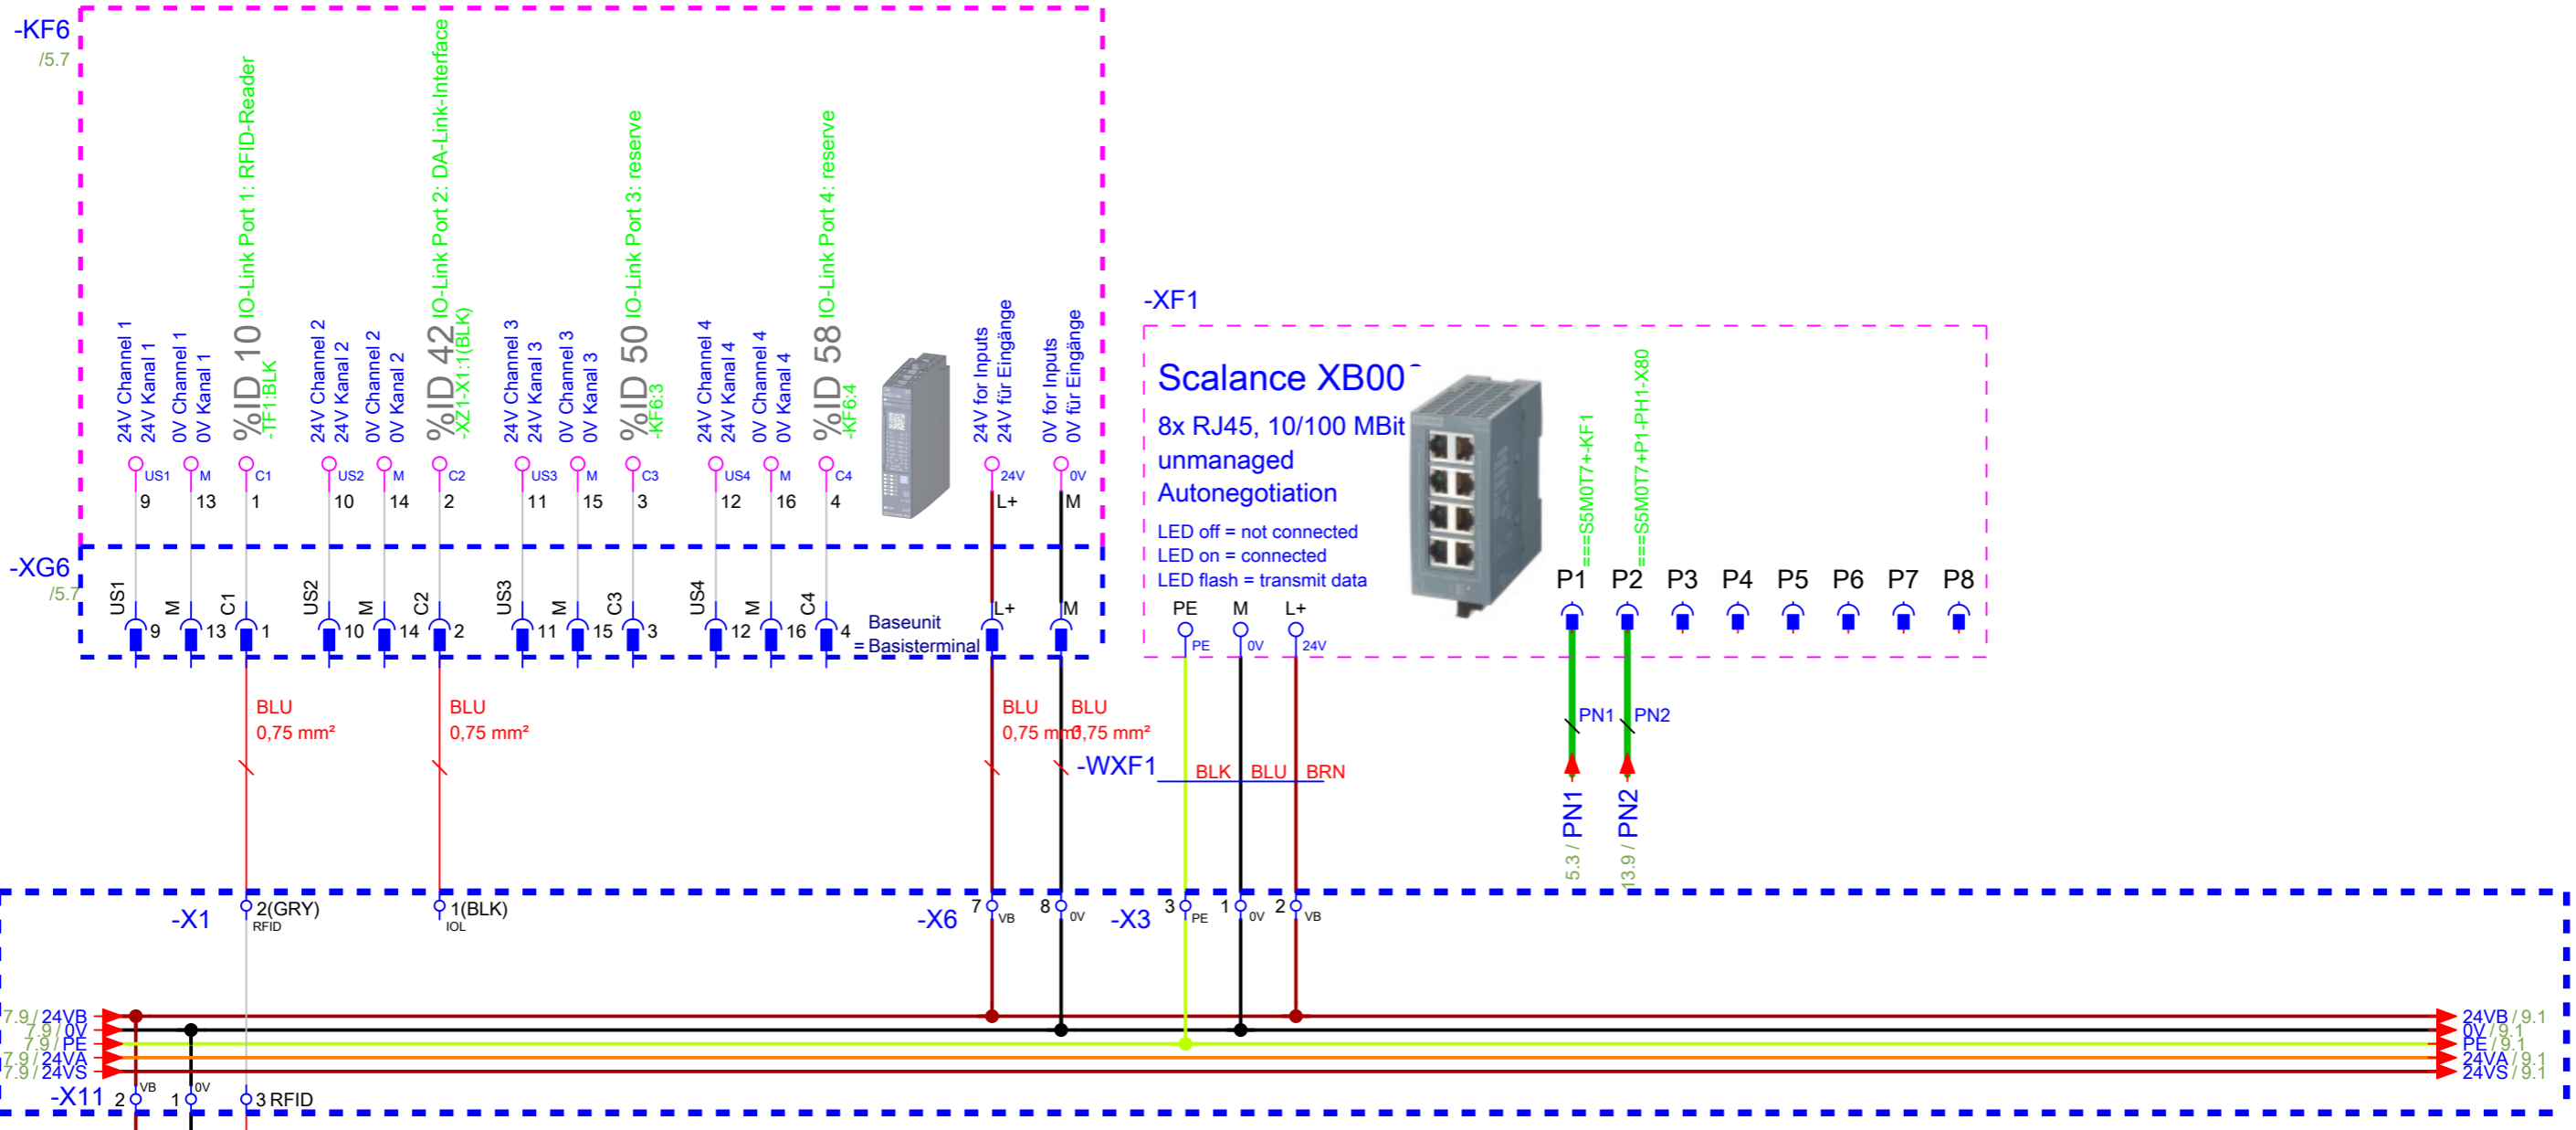 -KF6
/5.7
24V Channel 1
24V Kanal 1
0V Channel 1
0V Kanal 1
%ID 10
IO-Link Port 1: RFID-Reader
-TF1:BLK
24V Channel 2
24V Kanal 2
0V Channel 2
0V Kanal 2
%ID 42
IO-Link Port 2: DA-Link-Interface
-XZ1-X1:1(BLK)
24V Channel 3
24V Kanal 3
0V Channel 3
0V Kanal 3
%ID 50
IO-Link Port 3: reserve
-KF6:3
24V Channel 4
24V Kanal 4
0V Channel 4
0V Kanal 4
%ID 58
IO-Link Port 4: reserve
-KF6:4
24V for Inputs
24V für Eingänge
0V for Inputs
0V für Eingänge
US1 M C1 US2 M C2 US3 M C3 US4 M C4 24V 0V
9 13 1 10 14 2 11 15 3 12 16 4 L+ M
-XG6
/5.7
US1 M C1 US2 M C2 US3 M C3 US4 M C4 L+ M
9 13 1 10 14 2 11 15 3 12 16 4
Baseunit
= Basisterminal
-XF1
Scalance XB00
8x RJ45, 10/100 MBit
unmanaged
Autonegotiation
LED off = not connected
LED on = connected
LED flash = transmit data
PE M L+
PE 0V 24V
===S5M0T7+-KF1
===S5M0T7+P1-PH1-X80
P1 P2 P3 P4 P5 P6 P7 P8
BLU
0,75 mm²
BLU
0,75 mm²
BLU
0,75 mm²
BLU
0,75 mm²
-WXF1
BLK BLU BRN
PN1 PN2
5.3 / PN1
13.9 / PN2
-X1
2(GRY)
RFID
1(BLK)
IOL
-X6
7 VB
8 0V
-X3
3 PE
1 0V
2 VB
7.9 / 24VB
7.9 / 0V
7.9 / PE
7.9 / 24VA
7.9 / 24VS
24VB / 9.1
0V / 9.1
PE / 9.1
24VA / 9.1
24VS / 9.1
-X11
2 VB
1 0V
3 RFID